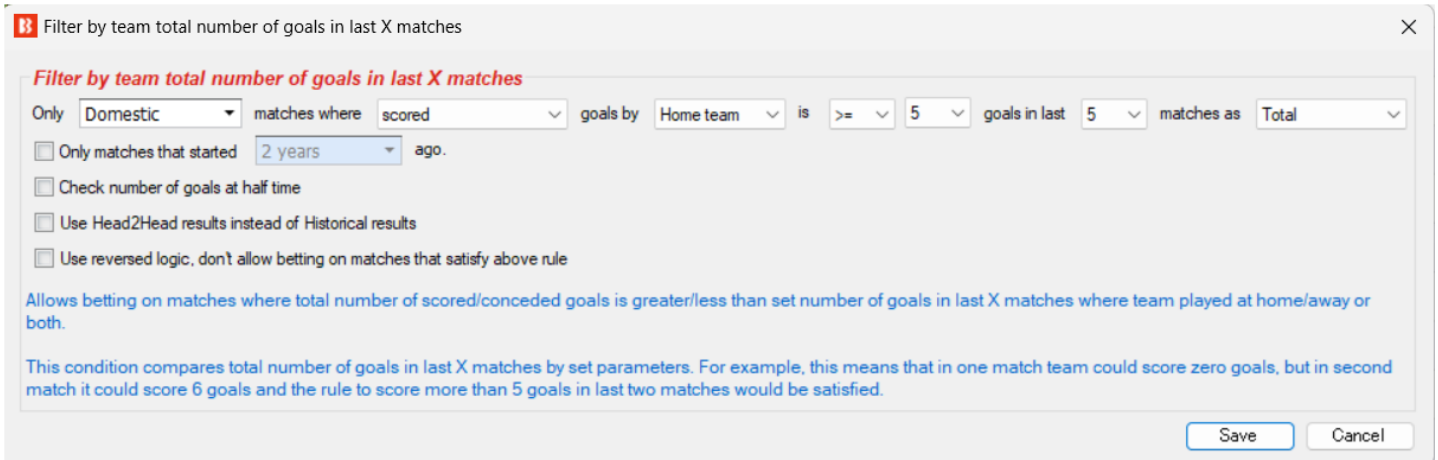 Filter by team total number of goals in last X matches
Filter by team total number of goals in last X matches
Only Domestic matches where scored goals by Home team is >= 5 goals in last 5 matches as Total
Only matches that started 2 years ago.
Check number of goals at half time
Use Head2Head results instead of Historical results
Use reversed logic, don't allow betting on matches that satisfy above rule
Allows betting on matches where total number of scored/conceded goals is greater/less than set number of goals in last X matches where team played at home/away or
both.
This condition compares total number of goals in last X matches by set parameters. For example, this means that in one match team could score zero goals, but in second
match it could score 6 goals and the rule to score more than 5 goals in last two matches would be satisfied.
Save Cancel